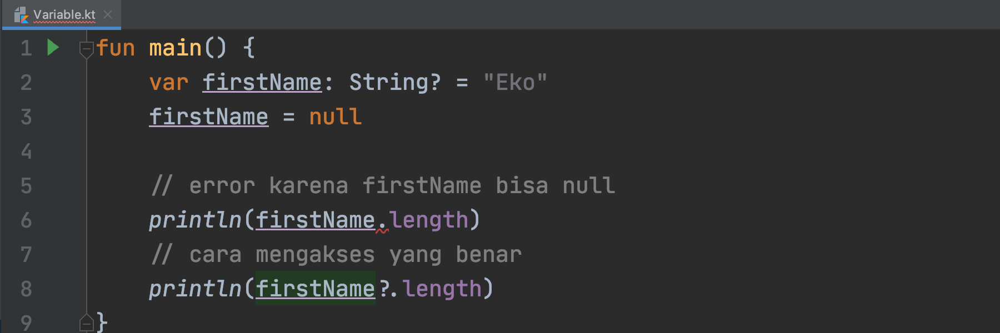 Variable.kt
1 fun main() {
2 var firstName: String? = "Eko"
3 firstName = null
4
5 // error karena firstName bisa null
6 println(firstName.length)
7 // cara mengakses yang benar
8 println(firstName?.length)
9 }